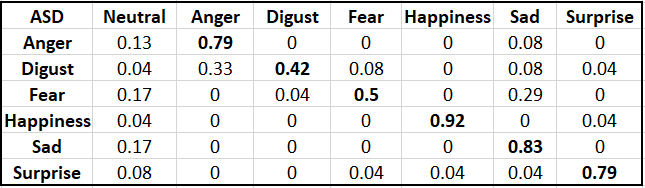 ASD Neutral Anger Digust Fear Happiness Sad Surprise
Anger 0.13 0.79 0 0 0 0.08 0
Digust 0.04 0.33 0.42 0.08 0 0.08 0.04
Fear 0.17 0 0.04 0.5 0 0.29 0
Happiness 0.04 0 0 0 0.92 0 0.04
Sad 0.17 0 0 0 0 0.83 0
Surprise 0.08 0 0 0.04 0.04 0.04 0.79